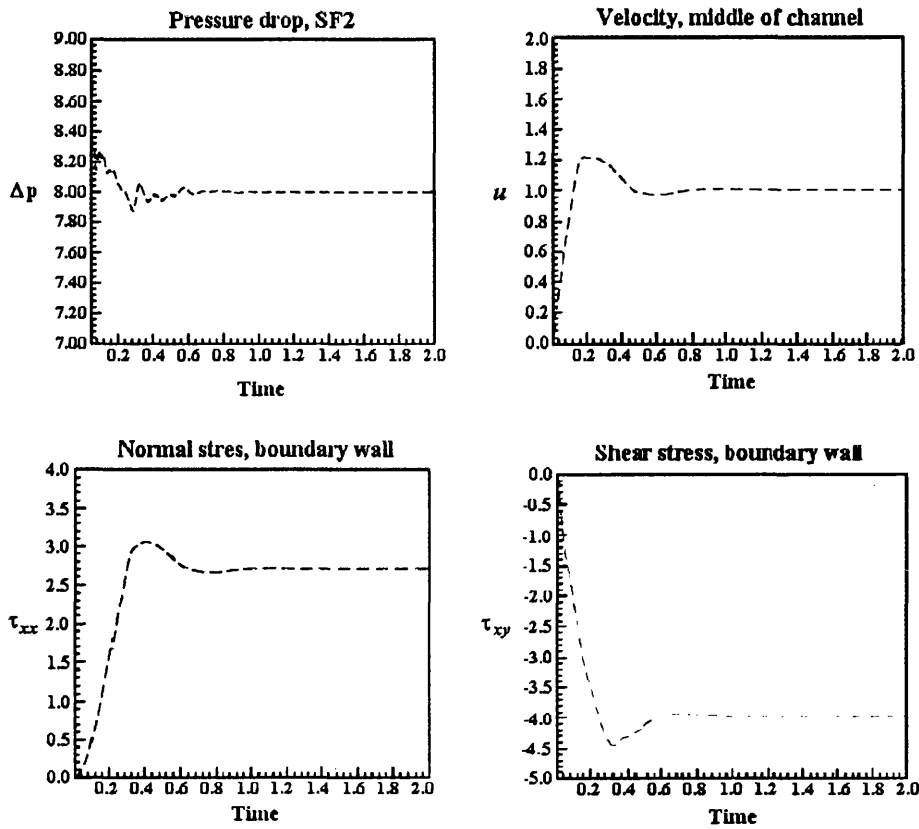 Pressure drop, SF2
9.00
8.80
8.60
8.40
8.20
8.00
7.80
7.60
7.40
7.20
7.00
Δp
0.2 0.4 0.6 0.8 1.0 1.2 1.4 1.6 1.8 2.0
Time
Velocity, middle of channel
2.0
1.8
1.6
1.4
1.2
1.0
0.8
0.6
0.4
0.2
0.0
u
0.2 0.4 0.6 0.8 1.0 1.2 1.4 1.6 1.8 2.0
Time
Normal stres, boundary wall
4.0
3.5
3.0
2.5
2.0
1.5
1.0
0.5
0.0
τxx
0.2 0.4 0.6 0.8 1.0 1.2 1.4 1.6 1.8 2.0
Time
Shear stress, boundary wall
0.0
-0.5
-1.0
-1.5
-2.0
-2.5
-3.0
-3.5
-4.0
-4.5
-5.0
τxy
0.2 0.4 0.6 0.8 1.0 1.2 1.4 1.6 1.8 2.0
Time